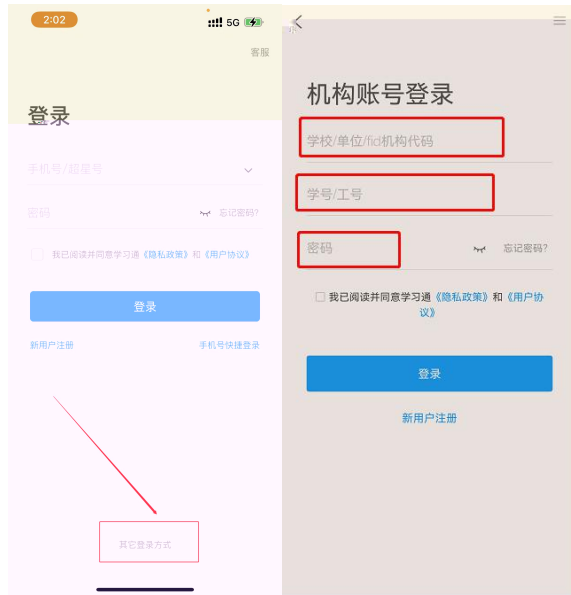 2:02
5G
客服
登录
手机号/超星号
密码
忘记密码?
我已阅读并同意学习通《隐私政策》和《用户协议》
登录
新用户注册
手机号快捷登录
其它登录方式
机构账号登录
学校/单位/fid机构代码
学号/工号
密码
忘记密码?
我已阅读并同意学习通《隐私政策》和《用户协
议》
登录
新用户注册